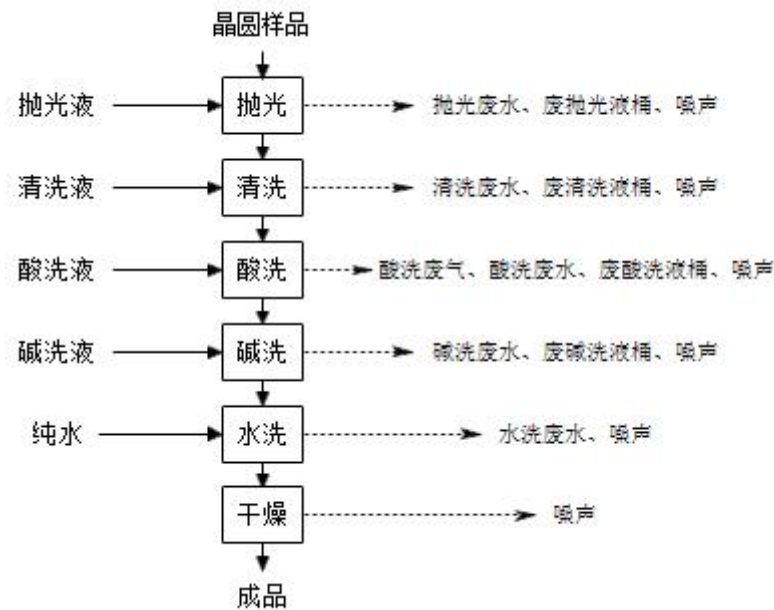 晶圆样品
抛光液 抛光 抛光废水、废抛光液桶、噪声
清洗液 清洗 清洗废水、废清洗液桶、噪声
酸洗液 酸洗 酸洗废气、酸洗废水、废酸洗液桶、噪声
碱洗液 碱洗 碱洗废水、废碱洗液桶、噪声
纯水 水洗 水洗废水、噪声
干燥 噪声
成品